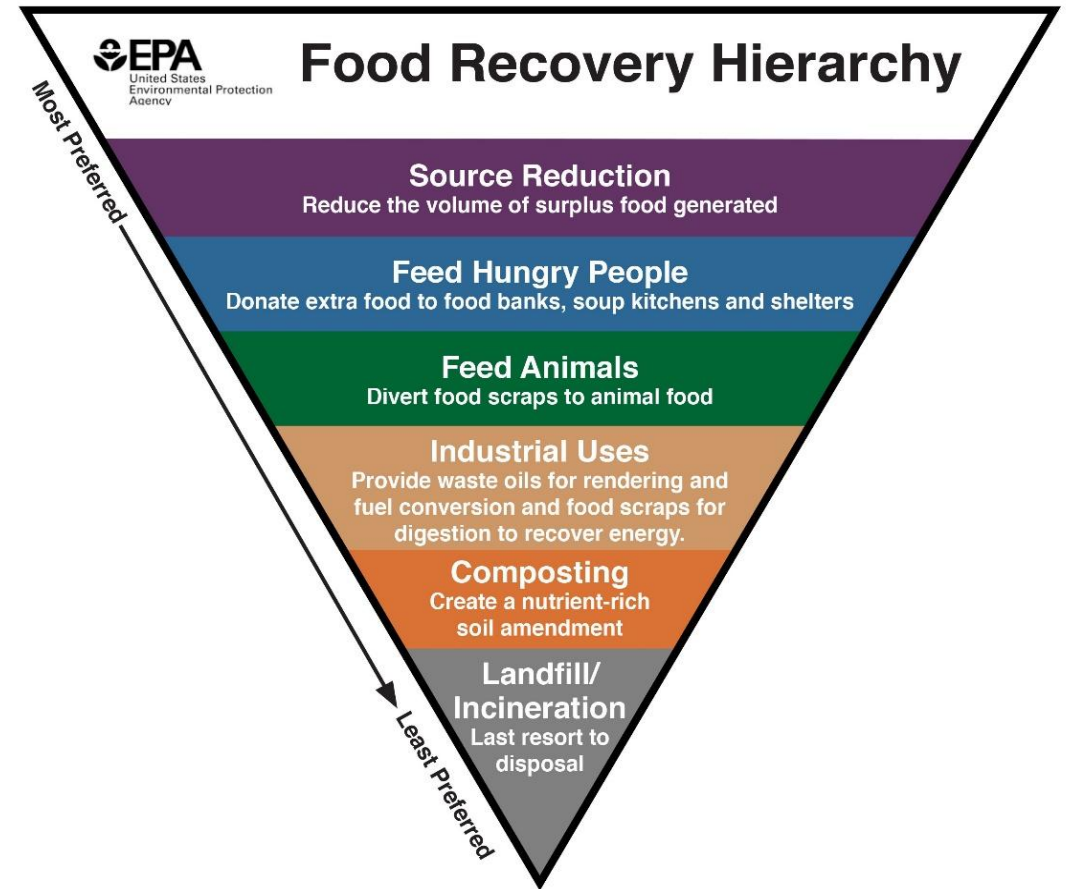 EPA
United States
Environmental Protection
Agency
Food Recovery Hierarchy
Most Preferred
Source Reduction
Reduce the volume of surplus food generated
Feed Hungry People
Donate extra food to food banks, soup kitchens and shelters
Feed Animals
Divert food scraps to animal food
Industrial Uses
Provide waste oils for rendering and
fuel conversion and food scraps for
digestion to recover energy.
Composting
Create a nutrient-rich
soil amendment
Landfill/
Incineration
Last resort to
disposal
Least Preferred